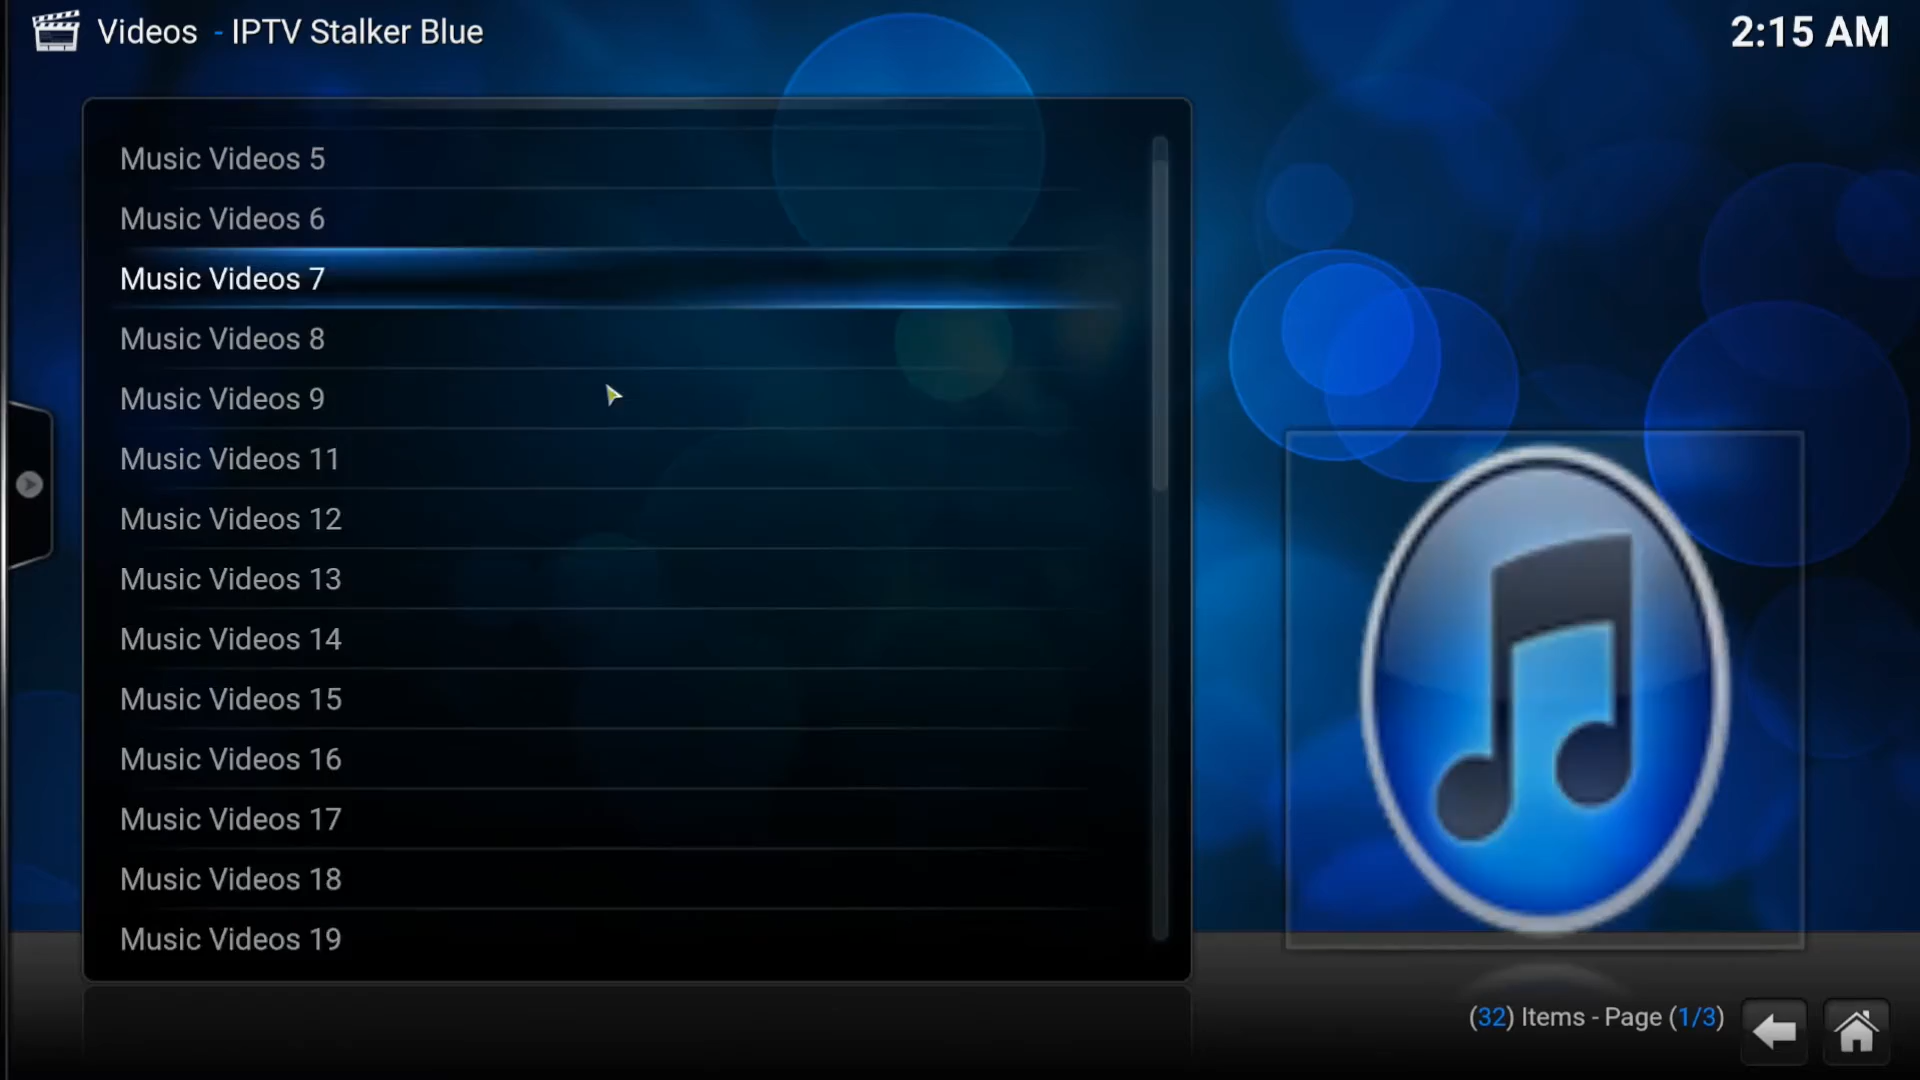 Videos - IPTV Stalker Blue
2:15 AM
Music Videos 5
Music Videos 6
Music Videos 7
Music Videos 8
Music Videos 9
Music Videos 11
Music Videos 12
Music Videos 13
Music Videos 14
Music Videos 15
Music Videos 16
Music Videos 17
Music Videos 18
Music Videos 19
(32) Items - Page (1/3)